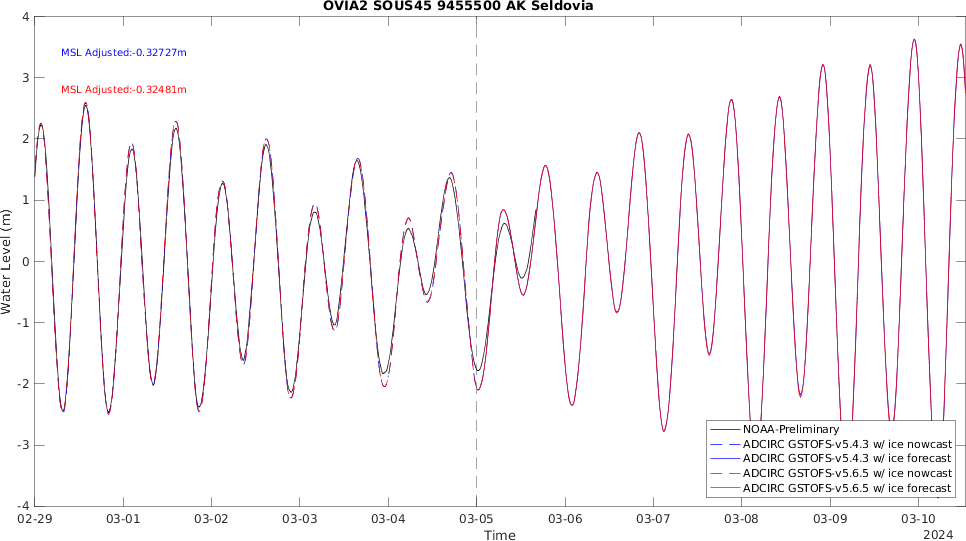 OVIA2 SOUS45 9455500 AK Seldovia
4
3
2
1
0
-1
-2
-3
-4
Water Level (m)
MSL Adjusted:-0.32727m
MSL Adjusted:-0.32481m
NOAA-Preliminary
ADCIRC GSTOFS-v5.4.3 w/ ice nowcast
ADCIRC GSTOFS-v5.4.3 w/ ice forecast
ADCIRC GSTOFS-v5.6.5 w/ ice nowcast
ADCIRC GSTOFS-v5.6.5 w/ ice forecast
02-29 03-01 03-02 03-03 03-04 03-05 03-06 03-07 03-08 03-09 03-10
Time
2024